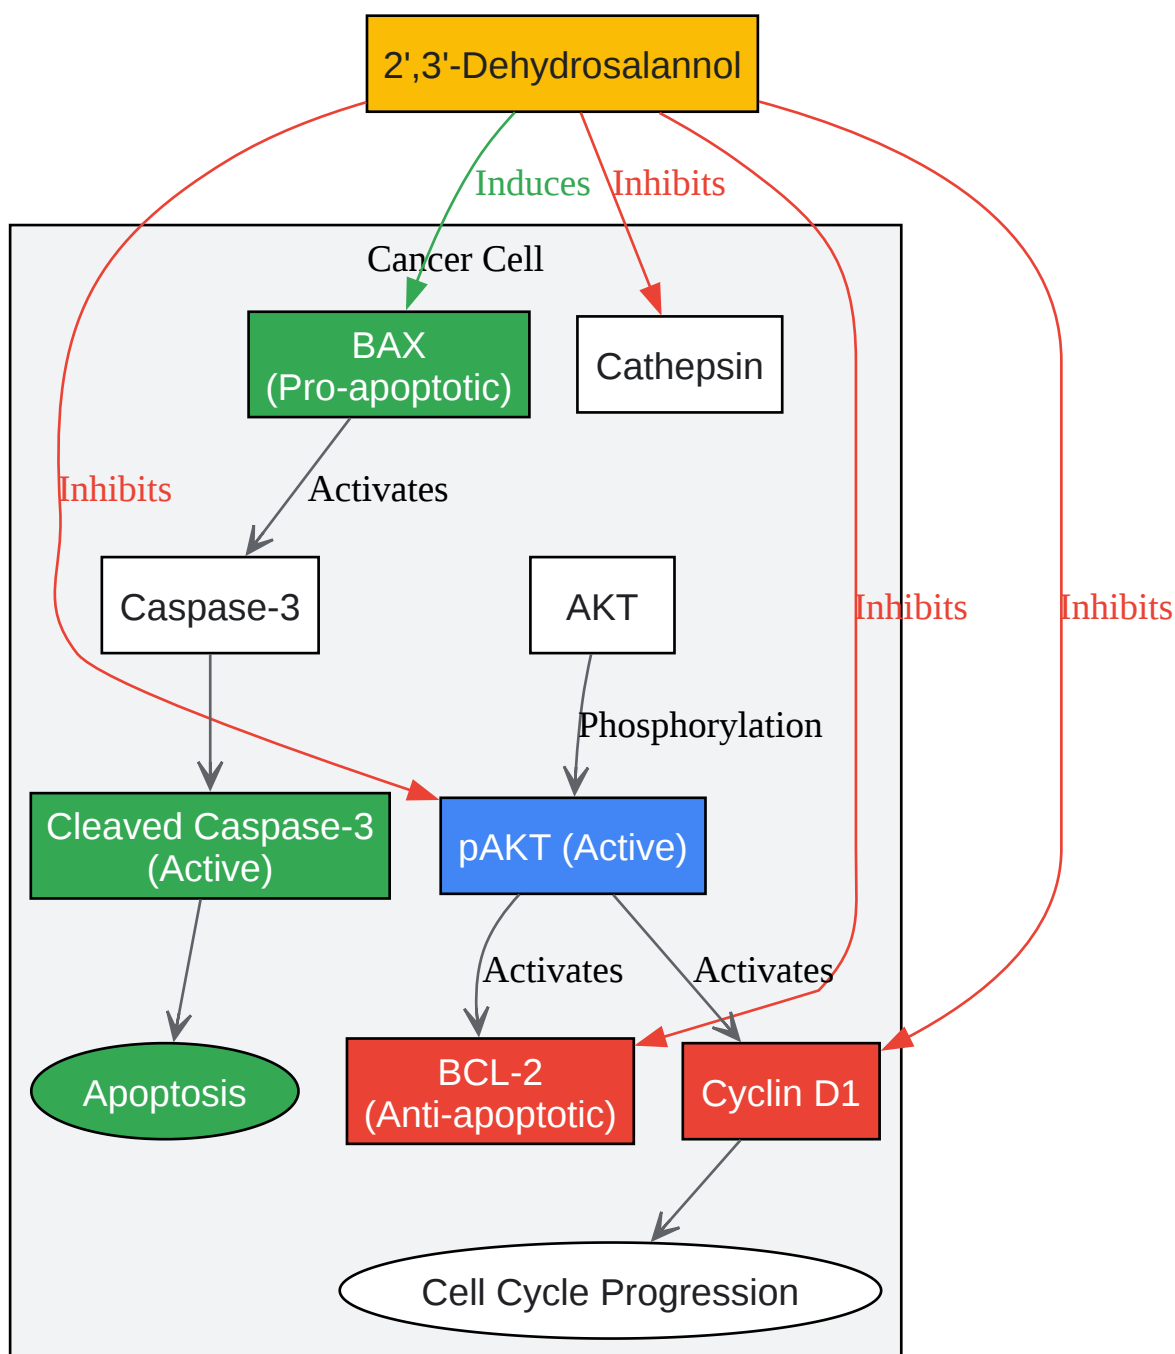 2',3'-Dehydrosalannol
Induces
Inhibits
Cancer Cell
BAX
(Pro-apoptotic)
Cathepsin
Inhibits
Activates
Caspase-3
AKT
Inhibits
Inhibits
Phosphorylation
Cleaved Caspase-3
(Active)
pAKT (Active)
Activates
Activates
Apoptosis
BCL-2
(Anti-apoptotic)
Cyclin D1
Cell Cycle Progression